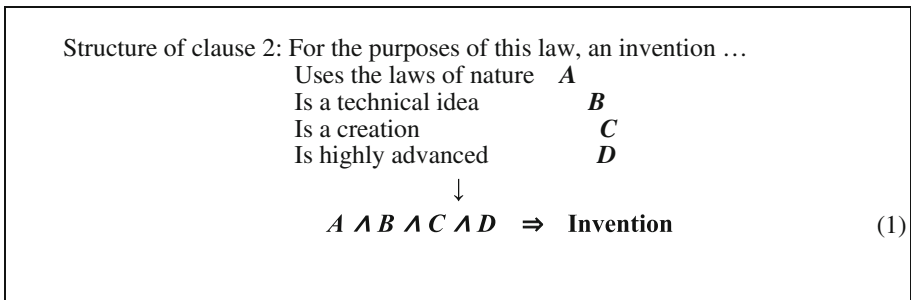 Structure of clause 2: For the purposes of this law, an invention …
Uses the laws of nature A
Is a technical idea B
Is a creation C
Is highly advanced D
↓
A ∧ B ∧ C ∧ D ⇒ Invention (1)